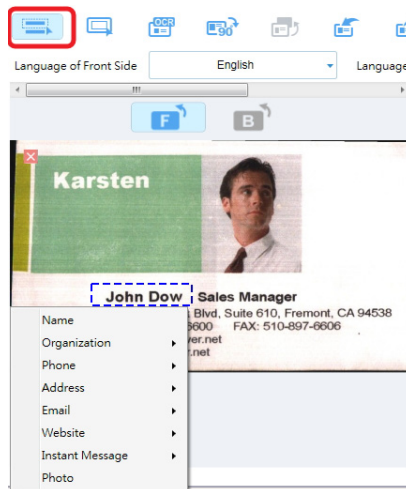 OCR
90
Language of Front Side English Language
F B
Karsten
John Dow Sales Manager
Blvd, Suite 610, Fremont, CA 94538
6600 FAX: 510-897-6606
ver.net
.net
Name
Organization
Phone
Address
Email
Website
Instant Message
Photo